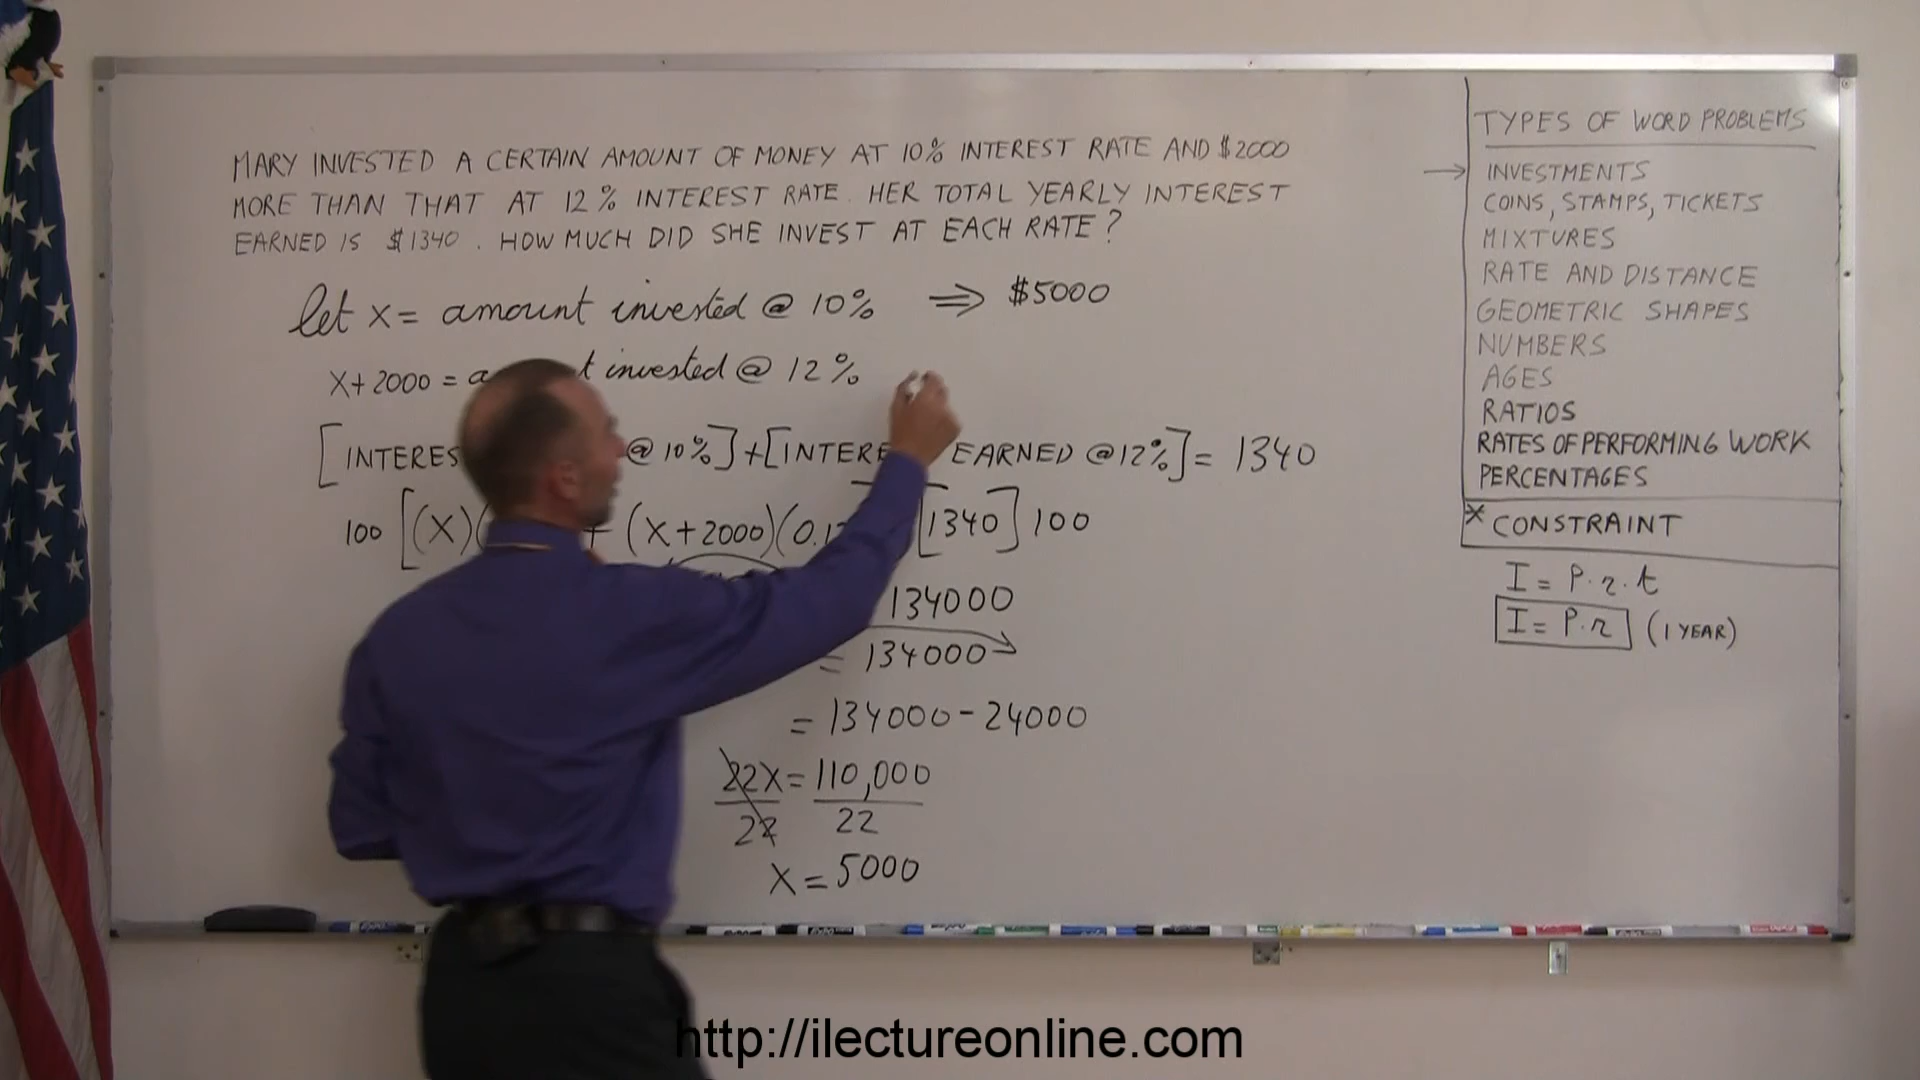 MARY INVESTED A CERTAIN AMOUNT OF MONEY AT 10% INTEREST RATE AND $2000
MORE THAN THAT AT 12% INTEREST RATE. HER TOTAL YEARLY INTEREST
EARNED IS $1340. HOW MUCH DID SHE INVEST AT EACH RATE?
let x = amount invested @ 10% ⇒ $5000
x+2000 = invested @ 12%
[ @ 10%] + [ EARNED @ 12%] = 1340
100 [(x)( + (x+2000)( [1340] 100
134000
= 134000
= 134000 - 24000
22x = 110,000
22 22
x = 5000
TYPES OF WORD PROBLEMS
→ INVESTMENTS
COINS, STAMPS, TICKETS
MIXTURES
RATE AND DISTANCE
GEOMETRIC SHAPES
NUMBERS
AGES
RATIOS
RATES OF PERFORMING WORK
PERCENTAGES
* CONSTRAINT
I = P·r·t
I = P·r (1 YEAR)
http://ilectureonline.com